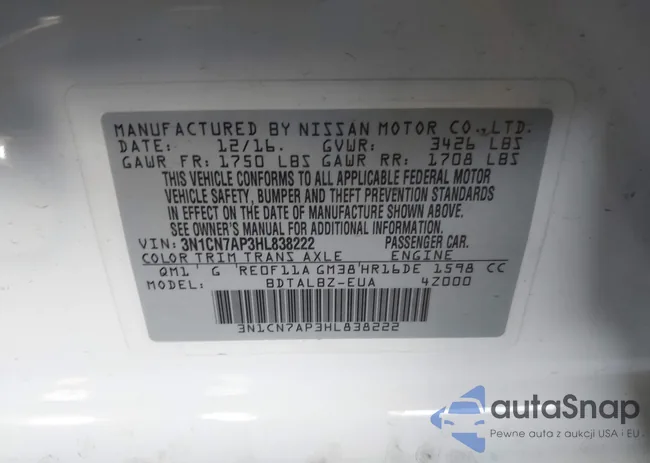 MANUFACTURED BY NISSAN MOTOR CO.,LTD.
DATE: 12/16. GVWR: 3426 LBS
GAWR FR: 1750 LBS GAWR RR: 1708 LBS
THIS VEHICLE CONFORMS TO ALL APPLICABLE FEDERAL MOTOR
VEHICLE SAFETY, BUMPER, AND THEFT PREVENTION STANDARDS
IN EFFECT ON THE DATE OF MANUFACTURE SHOWN ABOVE.
SEE OWNER'S MANUAL FOR ADDITIONAL INFORMATION.
VIN: 3N1CN7AP3HL838222 PASSENGER CAR.
COLOR TRIM TRANS AXLE ENGINE
QM1 G RE0F11A GM38 HR16DE 1598 CC
MODEL: BDTALBZ-EUA 4Z000
3N1CN7AP3HL838222
autoSnap
Pewne auta z aukcji USA i EU